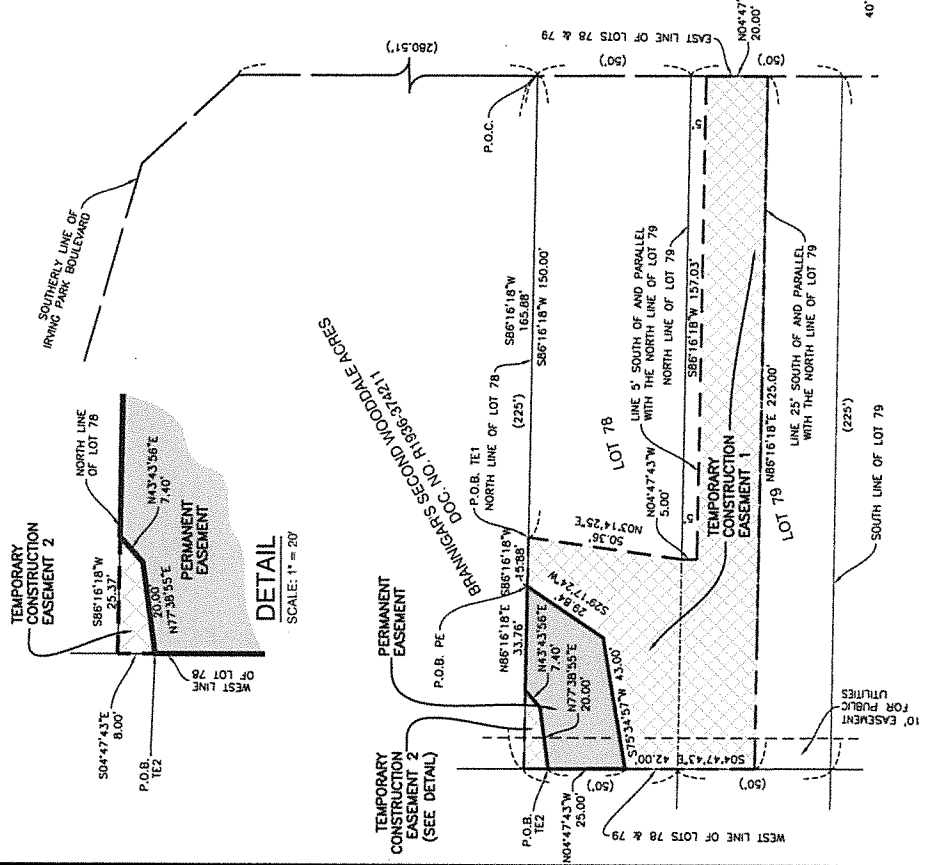 SOUTHERLY LINE OF
IRVING PARK BOULEVARD
(280.51')
TEMPORARY
CONSTRUCTION
EASEMENT 2
NORTH LINE
OF LOT 78
S86°16'18"W
25.37'
N43°43'56"E
7.40'
20.00'
N77°38'55"E
PERMANENT
EASEMENT
S04°47'43"E
8.00'
P.O.B.
TE2
WEST LINE
OF LOT 78
DETAIL
SCALE: 1" = 20'
BRANNIGAR'S SECOND WOODDALE ACRES
DOC. NO. R1936-374211
P.O.C.
EAST LINE OF LOTS 78 & 79
N04°47'
20.00'
40'
(50')
(50')
S86°16'18"W
165.88'
S86°16'18"W 150.00'
(225')
P.O.B. TE1
NORTH LINE OF LOT 78
LOT 78
LINE 5' SOUTH OF AND PARALLEL
WITH THE NORTH LINE OF LOT 79
NORTH LINE OF LOT 79
S86°16'18"W 157.03'
5'
5'
N04°47'43"W
5.00'
TEMPORARY
CONSTRUCTION
EASEMENT 1
LOT 79
N86°16'18"E 225.00'
LINE 25' SOUTH OF AND PARALLEL
WITH THE NORTH LINE OF LOT 79
(225')
SOUTH LINE OF LOT 79
P.O.B. PE
S86°16'18"W
15.88'
N86°16'18"E
33.76'
N43°43'56"E
7.40'
N77°38'55"E
20.00'
PERMANENT
EASEMENT
TEMPORARY
CONSTRUCTION
EASEMENT 2
(SEE DETAIL)
N03°14'25"E
50.36'
S29°17'24"W
29.84'
S75°34'57"W 43.00'
S04°47'43"E 42.00'
P.O.B.
TE2
N04°47'43"W
25.00'
(50')
(50')
WEST LINE OF LOTS 78 & 79
10' EASEMENT
FOR PUBLIC
UTILITIES